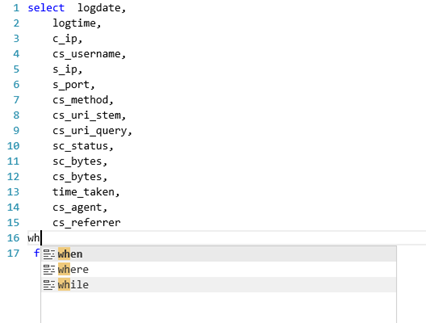 1 select  logdate,
2     logtime,
3     c_ip,
4     cs_username,
5     s_ip,
6     s_port,
7     cs_method,
8     cs_uri_stem,
9     cs_uri_query,
10     sc_status,
11     sc_bytes,
12     cs_bytes,
13     time_taken,
14     cs_agent,
15     cs_referrer
16 wh
17  f
when
where
while